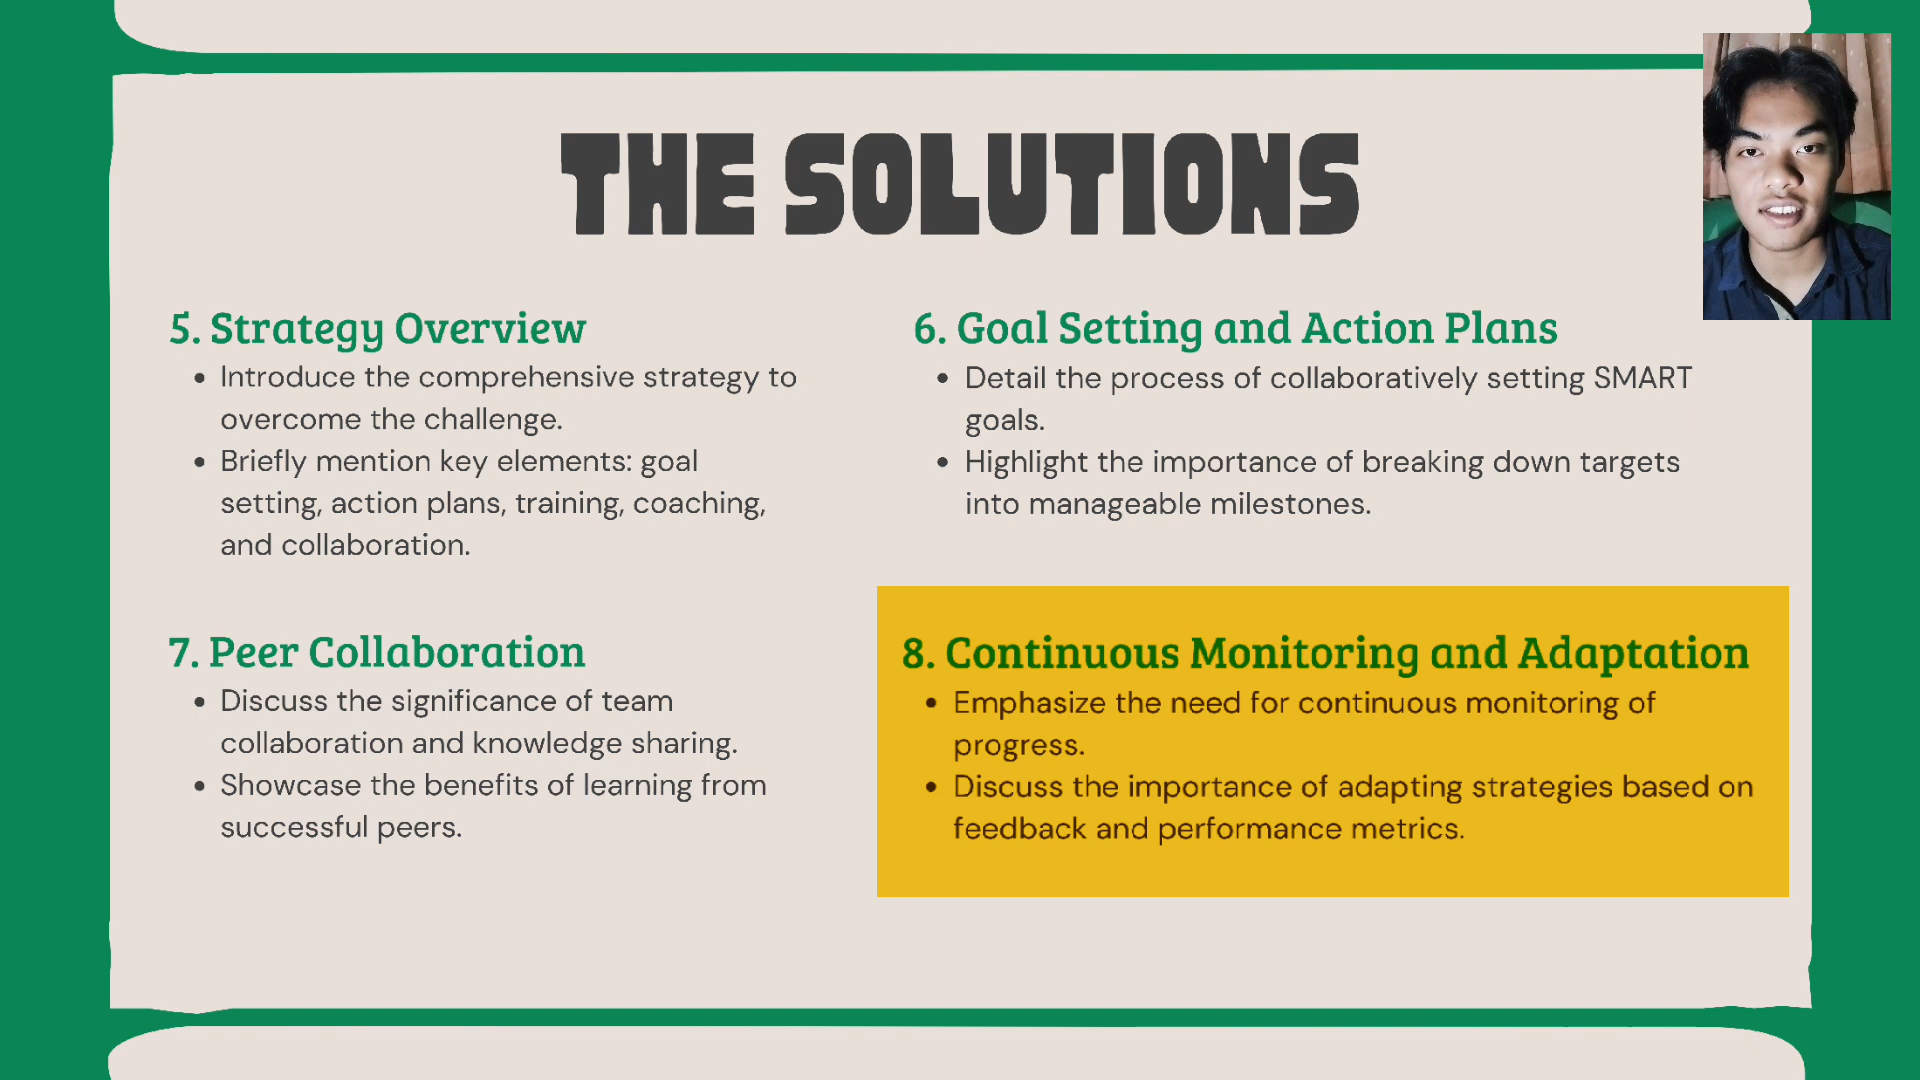 THE SOLUTIONS
5. Strategy Overview
• Introduce the comprehensive strategy to
overcome the challenge.
• Briefly mention key elements: goal
setting, action plans, training, coaching,
and collaboration.
6. Goal Setting and Action Plans
• Detail the process of collaboratively setting SMART
goals.
• Highlight the importance of breaking down targets
into manageable milestones.
7. Peer Collaboration
• Discuss the significance of team
collaboration and knowledge sharing.
• Showcase the benefits of learning from
successful peers.
8. Continuous Monitoring and Adaptation
• Emphasize the need for continuous monitoring of
progress.
• Discuss the importance of adapting strategies based on
feedback and performance metrics.